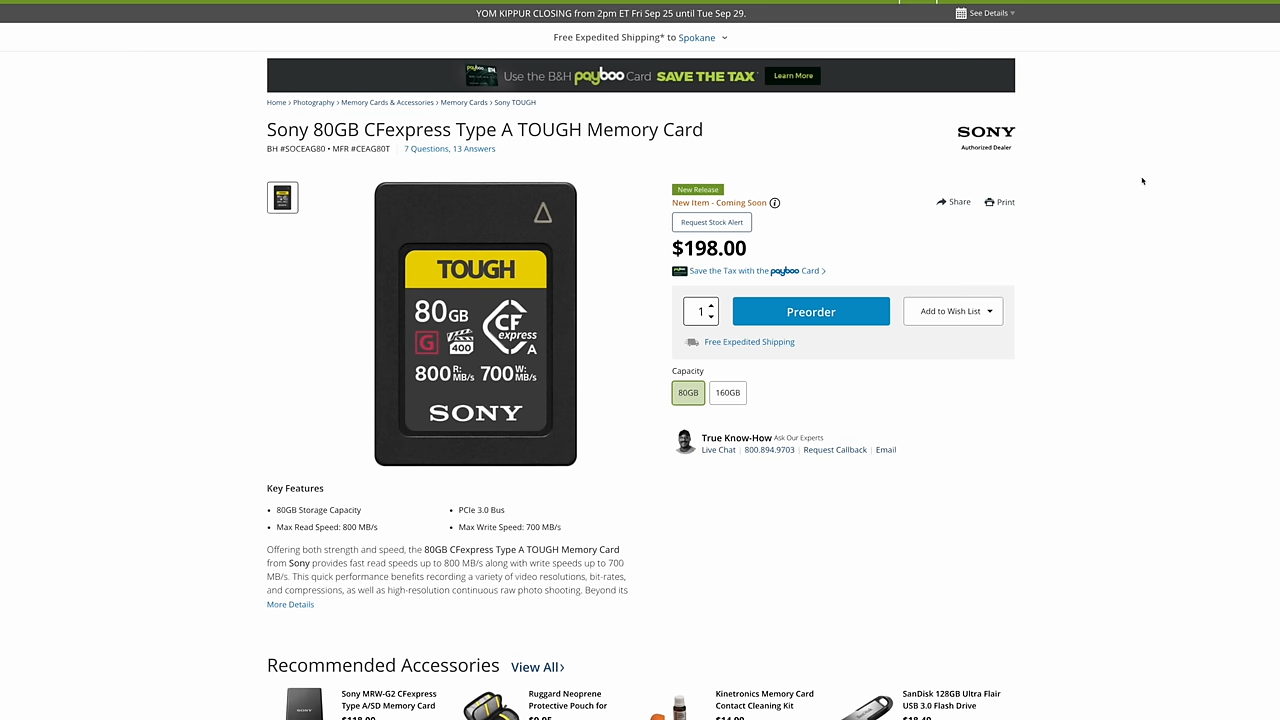 YOM KIPPUR CLOSING from 2pm ET Fri Sep 25 until Tue Sep 29.
See Details
Free Expedited Shipping* to Spokane
Use the B&H payboo Card SAVE THE TAX Learn More
Home › Photography › Memory Cards & Accessories › Memory Cards › Sony TOUGH
Sony 80GB CFexpress Type A TOUGH Memory Card
SONY
Authorized Dealer
BH #SOCEAG80 • MFR #CEAG80T 7 Questions, 13 Answers
New Release
New Item - Coming Soon
Share Print
Request Stock Alert
$198.00
Save the Tax with the payboo Card
1 Preorder Add to Wish List
Free Expedited Shipping
Capacity
80GB 160GB
True Know-How Ask Our Experts
Live Chat | 800.894.9703 | Request Callback | Email
TOUGH
80GB
CF express A
G 400
800 R: MB/s 700 W: MB/s
SONY
Key Features
• 80GB Storage Capacity
• PCIe 3.0 Bus
• Max Read Speed: 800 MB/s
• Max Write Speed: 700 MB/s
Offering both strength and speed, the 80GB CFexpress Type A TOUGH Memory Card
from Sony provides fast read speeds up to 800 MB/s along with write speeds up to 700
MB/s. This quick performance benefits recording a variety of video resolutions, bit-rates,
and compressions, as well as high-resolution continuous raw photo shooting. Beyond its
More Details
Recommended Accessories View All›
Sony MRW-G2 CFexpress
Type A/SD Memory Card
$118.00
Ruggard Neoprene
Protective Pouch for
$9.95
Kinetronics Memory Card
Contact Cleaning Kit
$14.99
SanDisk 128GB Ultra Flair
USB 3.0 Flash Drive
$18.49